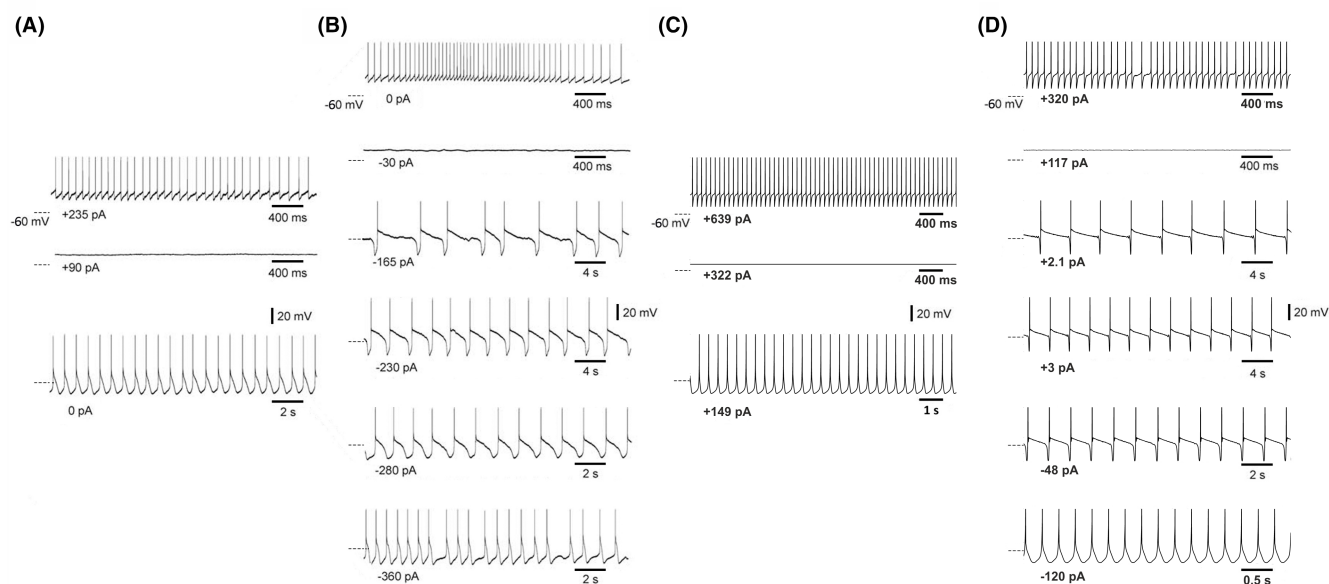 (A)
-60 mV
+235 pA
400 ms
+90 pA
400 ms
20 mV
0 pA
2 s
(B)
-60 mV
0 pA
400 ms
-30 pA
400 ms
-165 pA
4 s
20 mV
-230 pA
4 s
-280 pA
2 s
-360 pA
2 s
(C)
-60 mV
+639 pA
400 ms
+322 pA
400 ms
20 mV
+149 pA
1 s
(D)
-60 mV
+320 pA
400 ms
+117 pA
400 ms
+2.1 pA
4 s
20 mV
+3 pA
4 s
-48 pA
2 s
-120 pA
0.5 s